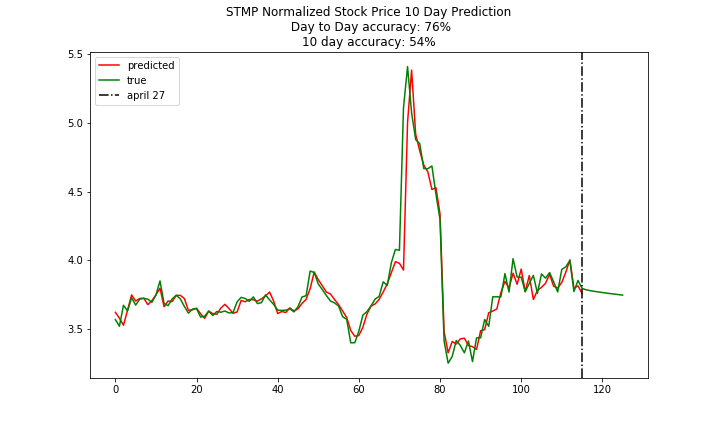 STMP Normalized Stock Price 10 Day Prediction
Day to Day accuracy: 76%
10 day accuracy: 54%
predicted
true
april 27
5.5
5.0
4.5
4.0
3.5
0 20 40 60 80 100 120